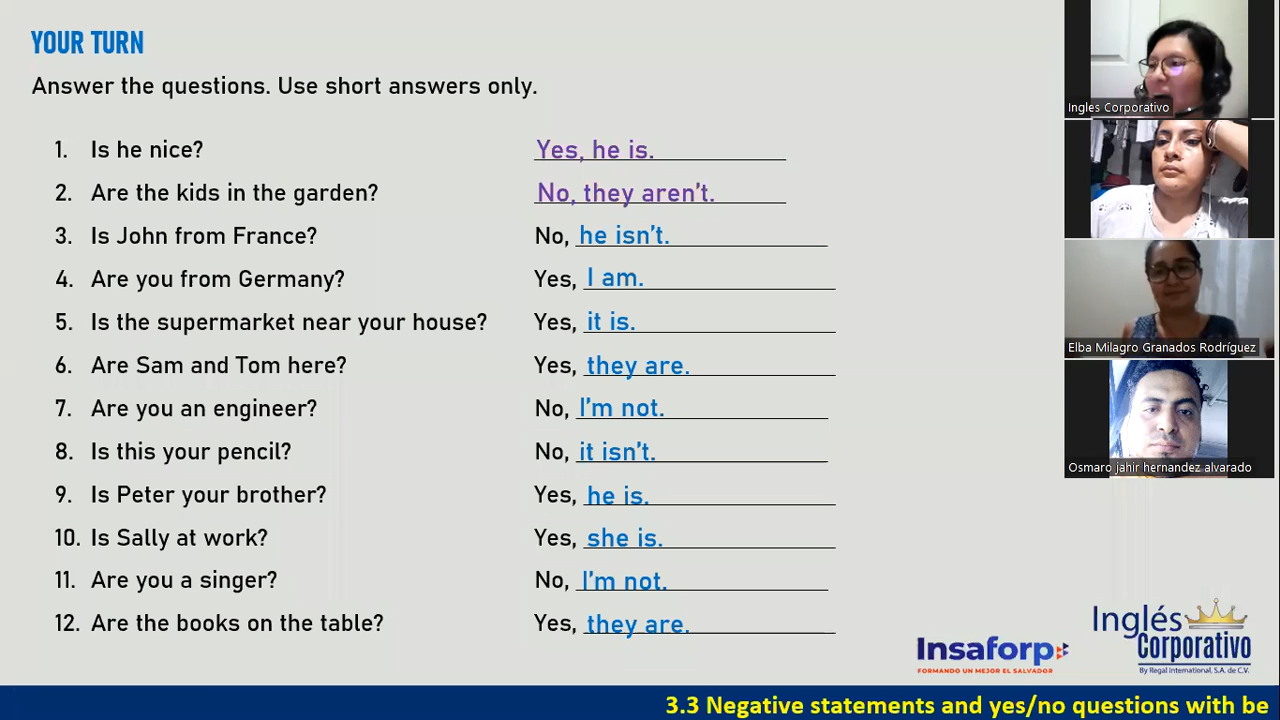 YOUR TURN
Answer the questions. Use short answers only.
1. Is he nice? Yes, he is.
2. Are the kids in the garden? No, they aren't.
3. Is John from France? No, he isn't.
4. Are you from Germany? Yes, I am.
5. Is the supermarket near your house? Yes, it is.
6. Are Sam and Tom here? Yes, they are.
7. Are you an engineer? No, I'm not.
8. Is this your pencil? No, it isn't.
9. Is Peter your brother? Yes, he is.
10. Is Sally at work? Yes, she is.
11. Are you a singer? No, I'm not.
12. Are the books on the table? Yes, they are.
Ingles Corporativo
Elba Milagro Granados Rodríguez
Osmaro jahir hernandez alvarado
Insaforp
FORMANDO UN MEJOR EL SALVADOR
Inglés
Corporativo
By Regal International, S.A. de C.V.
3.3 Negative statements and yes/no questions with be